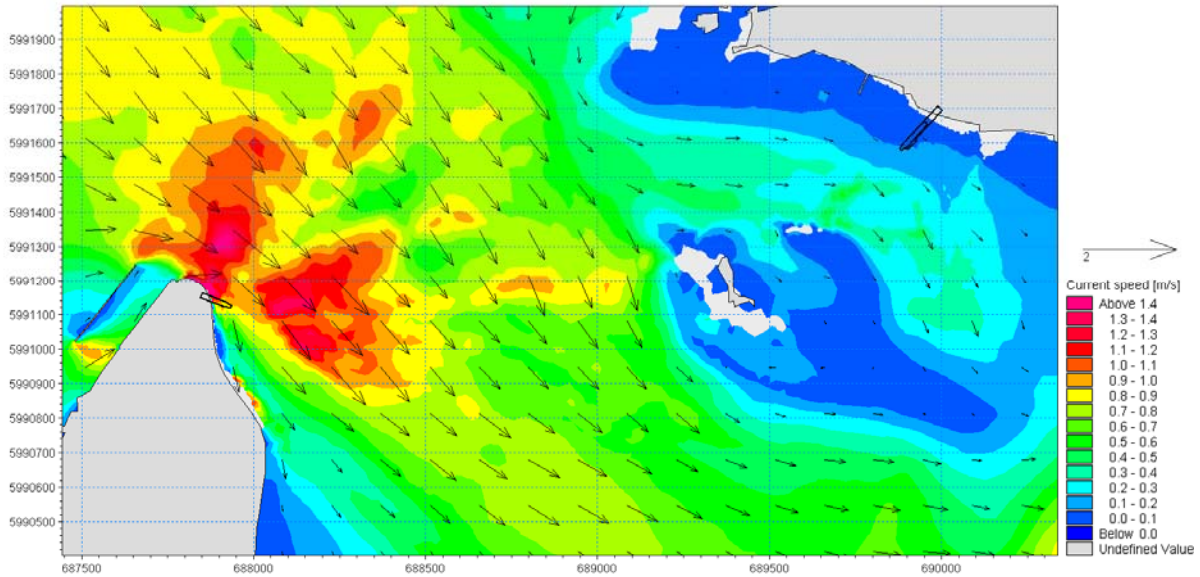 5991900
5991800
5991700
5991600
5991500
5991400
5991300
5991200
5991100
5991000
5990900
5990800
5990700
5990600
5990500
687500 688000 688500 689000 689500 690000
2
Current speed [m/s]
Above 1.4
1.3 - 1.4
1.2 - 1.3
1.1 - 1.2
1.0 - 1.1
0.9 - 1.0
0.8 - 0.9
0.7 - 0.8
0.6 - 0.7
0.5 - 0.6
0.4 - 0.5
0.3 - 0.4
0.2 - 0.3
0.1 - 0.2
0.0 - 0.1
Below 0.0
Undefined Value